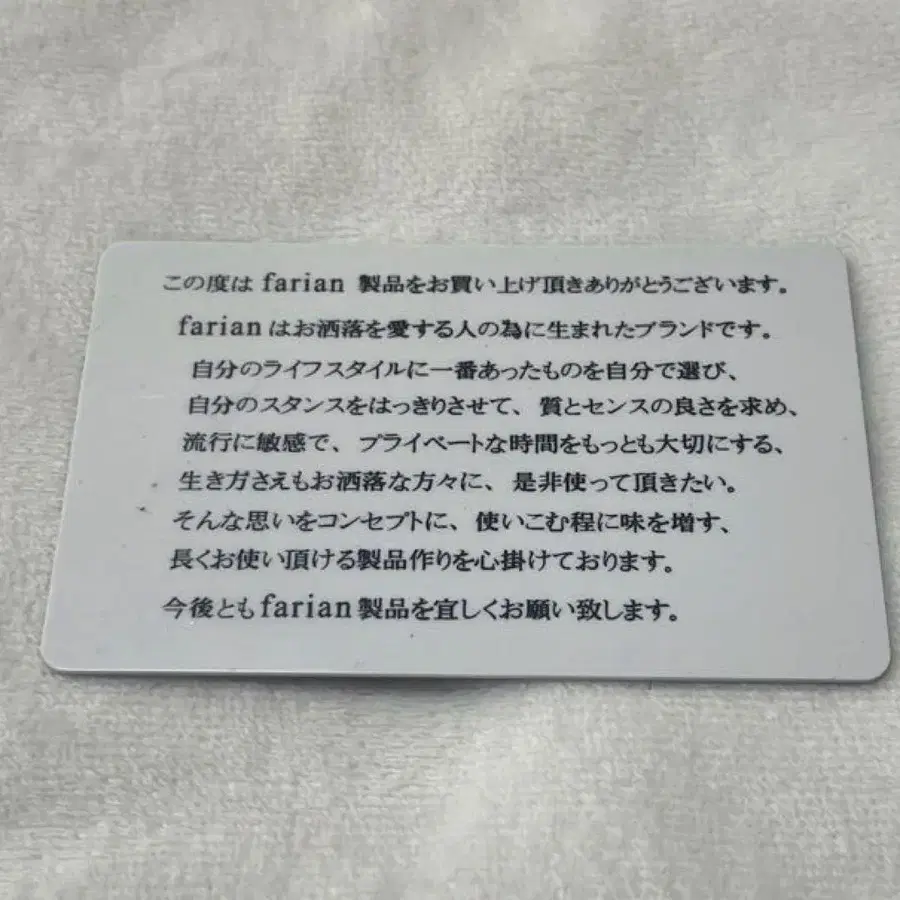 この度は farian 製品をお買い上げ頂きありがとうございます。
farian はお洒落を愛する人の為に生まれたブランドです。
自分のライフスタイルに一番あったものを自分で選び、
自分のスタンスをはっきりさせて、質とセンスの良さを求め、
流行に敏感で、プライベートな時間をもっとも大切にする、
生き方さえもお洒落な方々に、是非使って頂きたい。
そんな思いをコンセプトに、使いこむ程に味を増す、
長くお使い頂ける製品作りを心掛けております。
今後とも farian 製品を宜しくお願い致します。